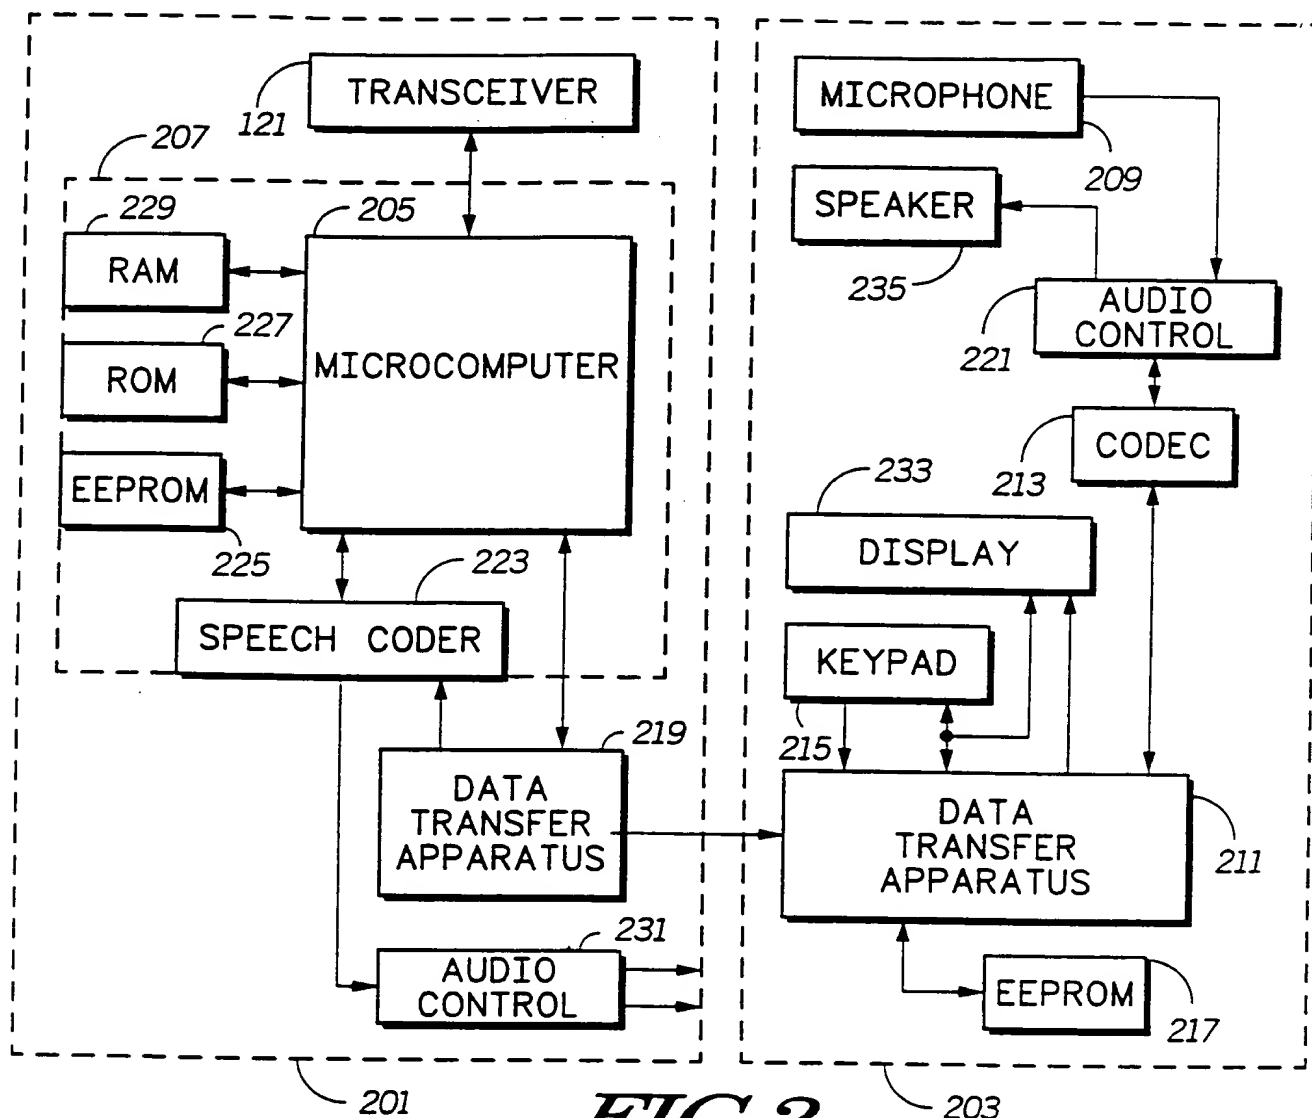 TRANSCEIVER
121
207
229
205
RAM
227
ROM
MICROCOMPUTER
EEPROM
225
223
SPEECH CODER
219
DATA
TRANSFER
APPARATUS
231
AUDIO
CONTROL
201
MICROPHONE
209
SPEAKER
235
AUDIO
CONTROL
221
CODEC
213
233
DISPLAY
KEYPAD
215
DATA
TRANSFER
APPARATUS
211
EEPROM
217
203